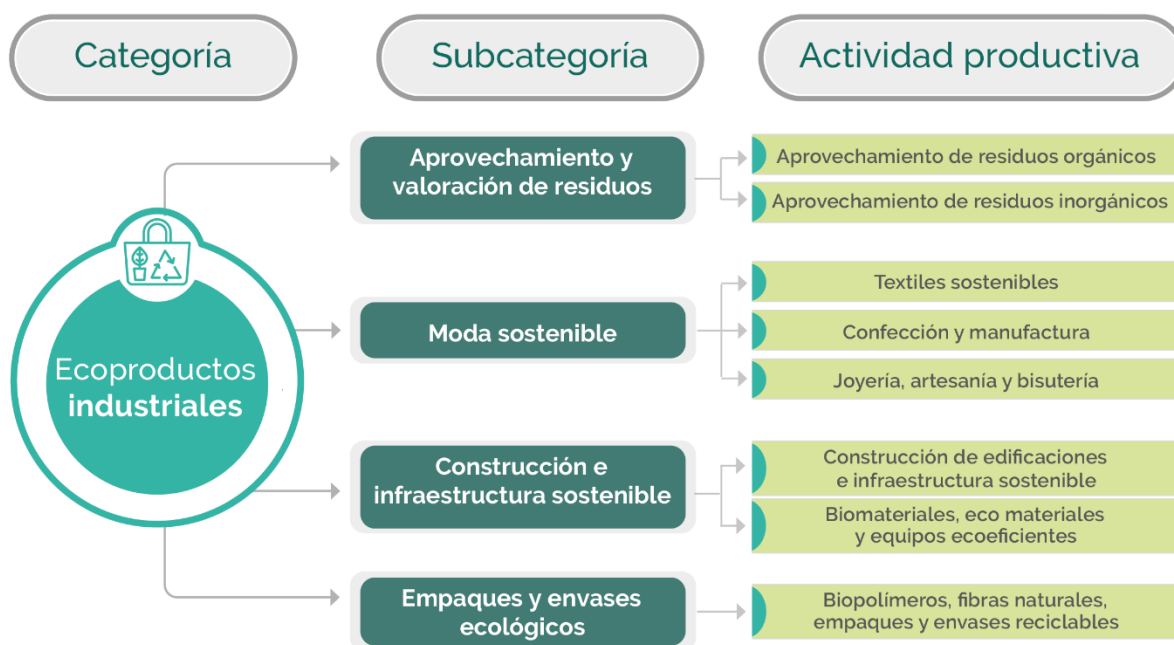 Categoría
Subcategoría
Actividad productiva
Ecoproductos
industriales
Aprovechamiento y
valoración de residuos
Aprovechamiento de residuos orgánicos
Aprovechamiento de residuos inorgánicos
Moda sostenible
Textiles sostenibles
Confección y manufactura
Joyería, artesanía y bisutería
Construcción e
infraestructura sostenible
Construcción de edificaciones
e infraestructura sostenible
Biomateriales, eco materiales
y equipos ecoeficientes
Empaques y envases
ecológicos
Biopolímeros, fibras naturales,
empaques y envases reciclables